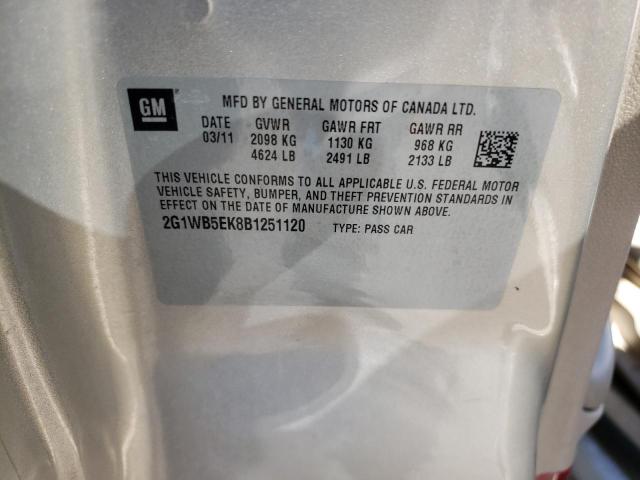 GM
MFD BY GENERAL MOTORS OF CANADA LTD.
DATE GVWR GAWR FRT GAWR RR
03/11 2098 KG 1130 KG 968 KG
4624 LB 2491 LB 2133 LB
THIS VEHICLE CONFORMS TO ALL APPLICABLE U.S. FEDERAL MOTOR
VEHICLE SAFETY, BUMPER, AND THEFT PREVENTION STANDARDS IN
EFFECT ON THE DATE OF MANUFACTURE SHOWN ABOVE.
2G1WB5EK8B1251120 TYPE: PASS CAR